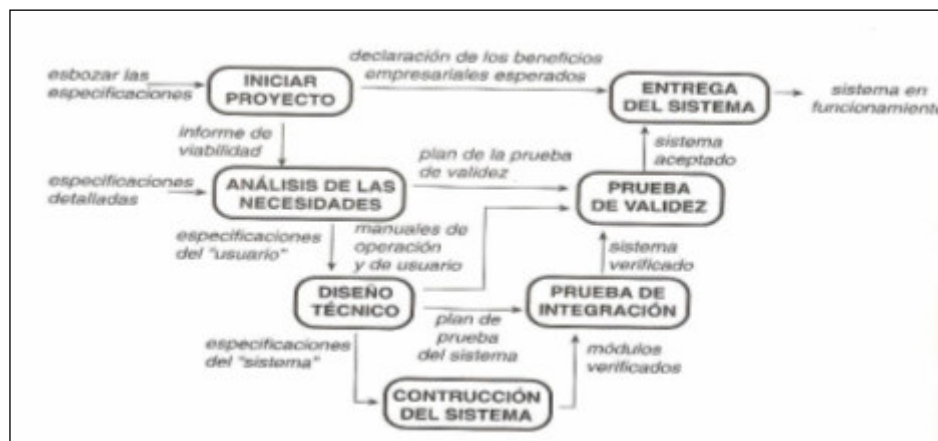 esbozar las
especificaciones
INICIAR
PROYECTO
declaración de los beneficios
empresariales esperados
ENTREGA
DEL SISTEMA
sistema en
funcionamiente
informe de
viabilidad
sistema
aceptado
especificaciones
detalladas
ANÁLISIS DE LAS
NECESIDADES
plan de la prueba
de validez
PRUEBA
DE VALIDEZ
especificaciones
del "usuario"
manuales de
operación
y de usuario
sistema
verificado
DISEÑO
TÉCNICO
plan de
prueba
del sistema
PRUEBA DE
INTEGRACIÓN
especificaciones
del "sistema"
módulos
verificados
CONTRUCCIÓN
DEL SISTEMA